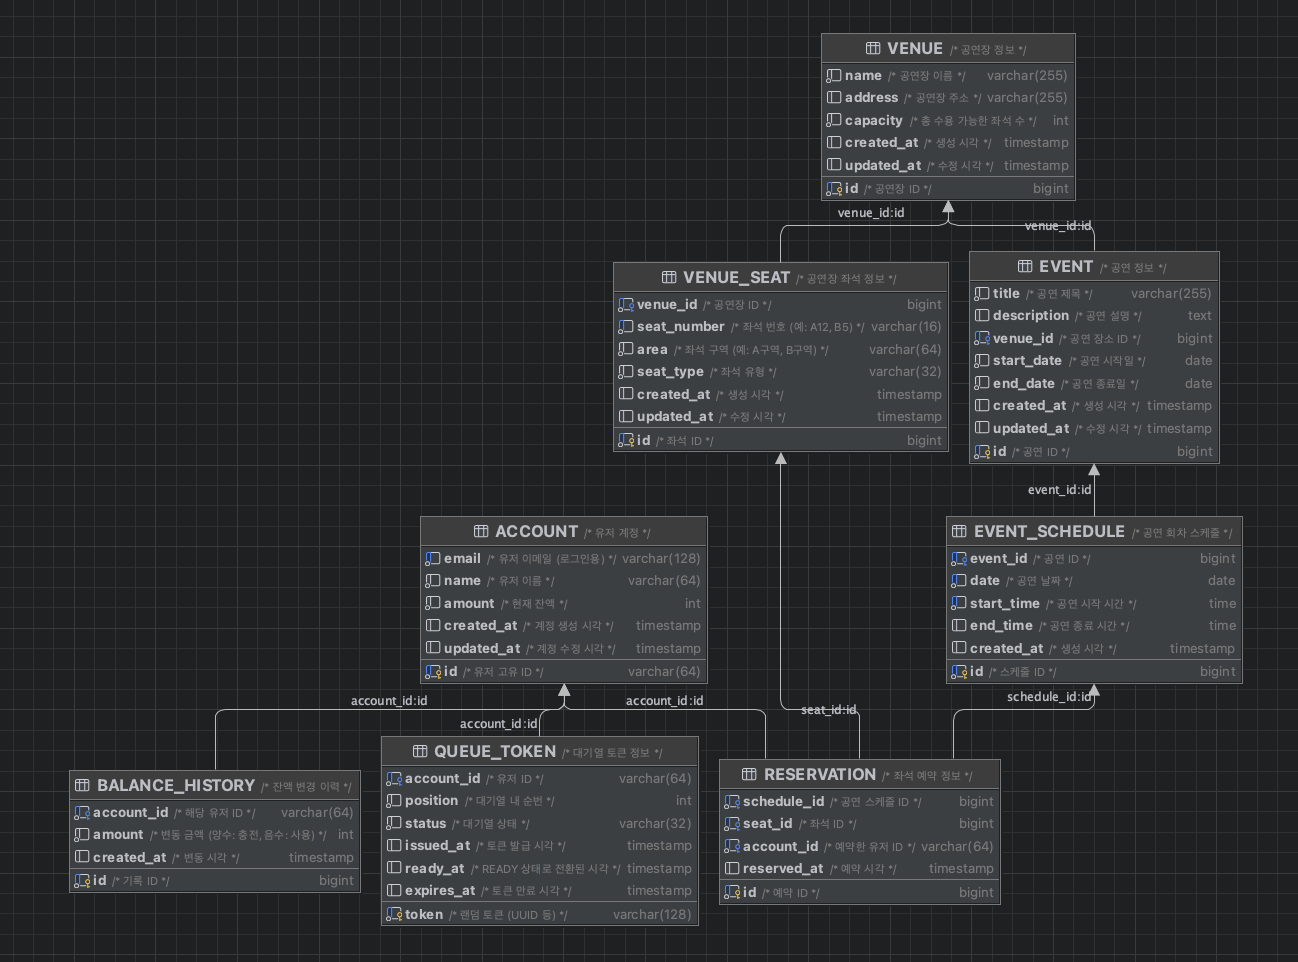 VENUE /* 공연장 정보 */
name /* 공연장 이름 */ varchar(255)
address /* 공연장 주소 */ varchar(255)
capacity /* 총 수용 가능한 좌석 수 */ int
created_at /* 생성 시각 */ timestamp
updated_at /* 수정 시각 */ timestamp
id /* 공연장 ID */ bigint
venue_id:id
venue_id:id
VENUE_SEAT /* 공연장 좌석 정보 */
venue_id /* 공연장 ID */ bigint
seat_number /* 좌석 번호 (예: A12, B5) */ varchar(16)
area /* 좌석 구역 (예: A구역, B구역) */ varchar(64)
seat_type /* 좌석 유형 */ varchar(32)
created_at /* 생성 시각 */ timestamp
updated_at /* 수정 시각 */ timestamp
id /* 좌석 ID */ bigint
EVENT /* 공연 정보 */
title /* 공연 제목 */ varchar(255)
description /* 공연 설명 */ text
venue_id /* 공연 장소 ID */ bigint
start_date /* 공연 시작일 */ date
end_date /* 공연 종료일 */ date
created_at /* 생성 시각 */ timestamp
updated_at /* 수정 시각 */ timestamp
id /* 공연 ID */ bigint
event_id:id
ACCOUNT /* 유저 계정 */
email /* 유저 이메일 (로그인용) */ varchar(128)
name /* 유저 이름 */ varchar(64)
amount /* 현재 잔액 */ int
created_at /* 계정 생성 시각 */ timestamp
updated_at /* 계정 수정 시각 */ timestamp
id /* 유저 고유 ID */ varchar(64)
EVENT_SCHEDULE /* 공연 회차 스케줄 */
event_id /* 공연 ID */ bigint
date /* 공연 날짜 */ date
start_time /* 공연 시작 시간 */ time
end_time /* 공연 종료 시간 */ time
created_at /* 생성 시각 */ timestamp
id /* 스케줄 ID */ bigint
account_id:id
account_id:id
account_id:id
seat_id:id
schedule_id:id
BALANCE_HISTORY /* 잔액 변경 이력 */
account_id /* 해당 유저 ID */ varchar(64)
amount /* 변동 금액 (양수: 충전, 음수: 사용) */ int
created_at /* 변동 시각 */ timestamp
id /* 기록 ID */ bigint
QUEUE_TOKEN /* 대기열 토큰 정보 */
account_id /* 유저 ID */ varchar(64)
position /* 대기열 내 순번 */ int
status /* 대기열 상태 */ varchar(32)
issued_at /* 토큰 발급 시각 */ timestamp
ready_at /* READY 상태로 전환된 시각 */ timestamp
expires_at /* 토큰 만료 시각 */ timestamp
token /* 랜덤 토큰 (UUID 등) */ varchar(128)
RESERVATION /* 좌석 예약 정보 */
schedule_id /* 공연 스케줄 ID */ bigint
seat_id /* 좌석 ID */ bigint
account_id /* 예약한 유저 ID */ varchar(64)
reserved_at /* 예약 시각 */ timestamp
id /* 예약 ID */ bigint